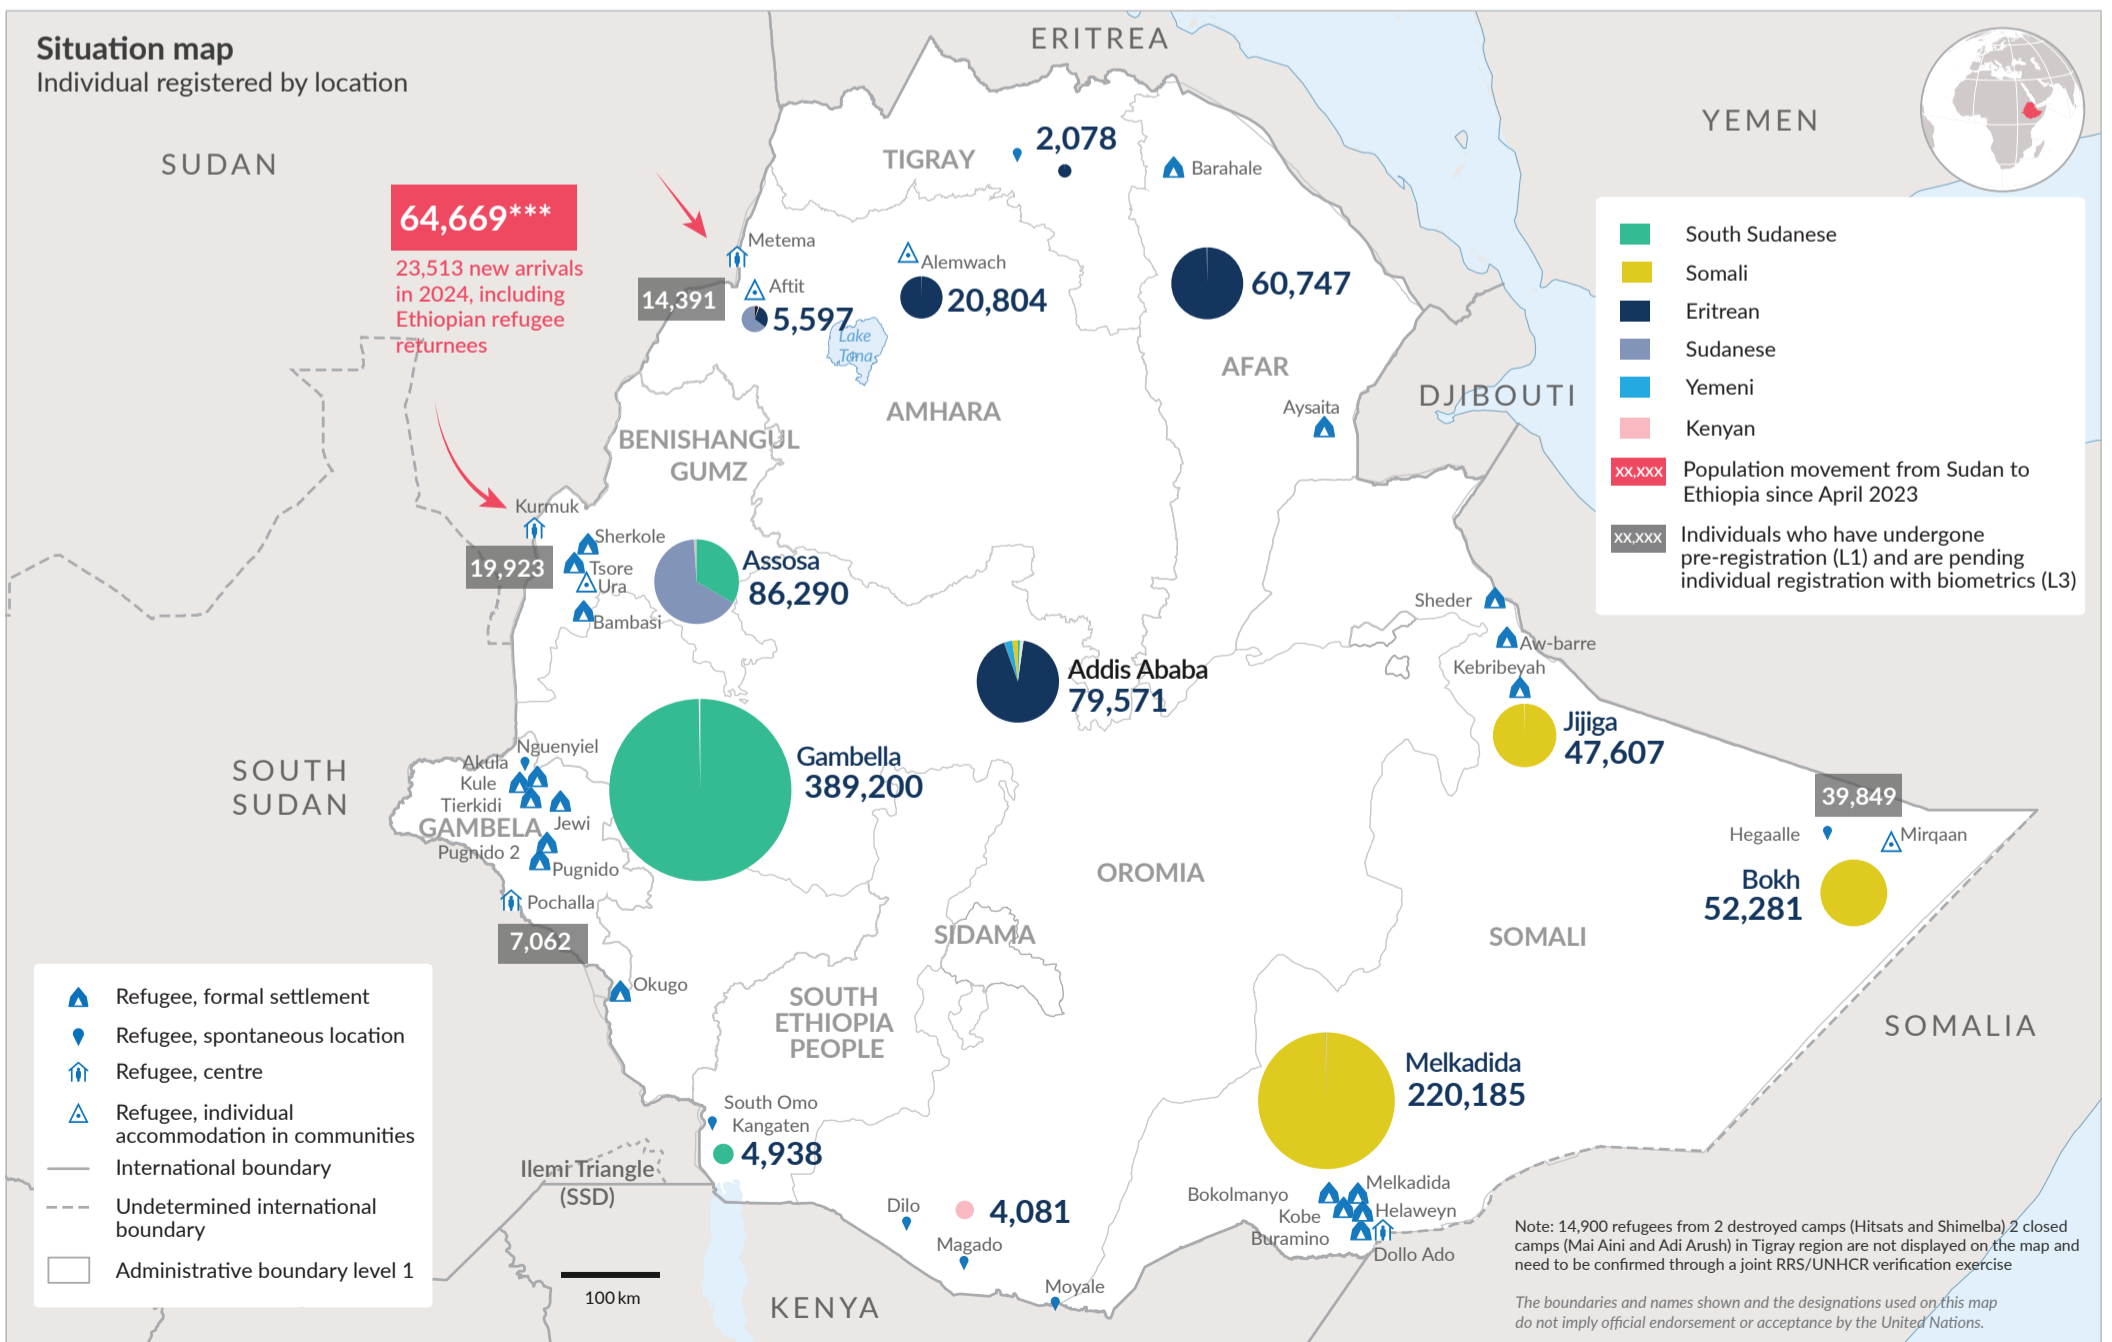 Situation map
Individual registered by location
ERITREA
YEMEN
SUDAN
64,669***
23,513 new arrivals
in 2024, including
Ethiopian refugee
returnees
TIGRAY
2,078
Barahale
Metema
14,391
Aftit
5,597
Alemwach
20,804
Lake
Tana
60,747
AFAR
Aysaita
DJIBOUTI
AMHARA
BENISHANGUL
GUMZ
South Sudanese
Somali
Eritrean
Sudanese
Yemeni
Kenyan
xx,xxx
Population movement from Sudan to
Ethiopia since April 2023
xx,xxx
Individuals who have undergone
pre-registration (L1) and are pending
individual registration with biometrics (L3)
Kurmuk
19,923
Sherkole
Tsore
Ura
Bambasi
Assosa
86,290
Addis Ababa
79,571
Sheder
Aw-barre
Kebribeyah
Jijiga
47,607
SOUTH
SUDAN
Nguenyiel
Akula
Kule
Tierkidi
GAMBELA
Jewi
Pugnido 2
Pugnido
Pochalla
7,062
Gambella
389,200
39,849
Hegaalle
Mirqaan
Bokh
52,281
OROMIA
SIDAMA
SOMALI
SOMALIA
Okugo
SOUTH
ETHIOPIA
PEOPLE
Melkadida
220,185
South Omo
Kangaten
4,938
Ilemi Triangle
(SSD)
Dilo
4,081
Magado
Moyale
Bokolmanyo
Melkadida
Kobe
Helaweyn
Buramino
Dollo Ado
KENYA
Refugee, formal settlement
Refugee, spontaneous location
Refugee, centre
Refugee, individual
accommodation in communities
International boundary
Undetermined international
boundary
Administrative boundary level 1
100 km
Note: 14,900 refugees from 2 destroyed camps (Hitsats and Shimelba) 2 closed
camps (Mai Aini and Adi Arush) in Tigray region are not displayed on the map and
need to be confirmed through a joint RRS/UNHCR verification exercise
The boundaries and names shown and the designations used on this map
do not imply official endorsement or acceptance by the United Nations.